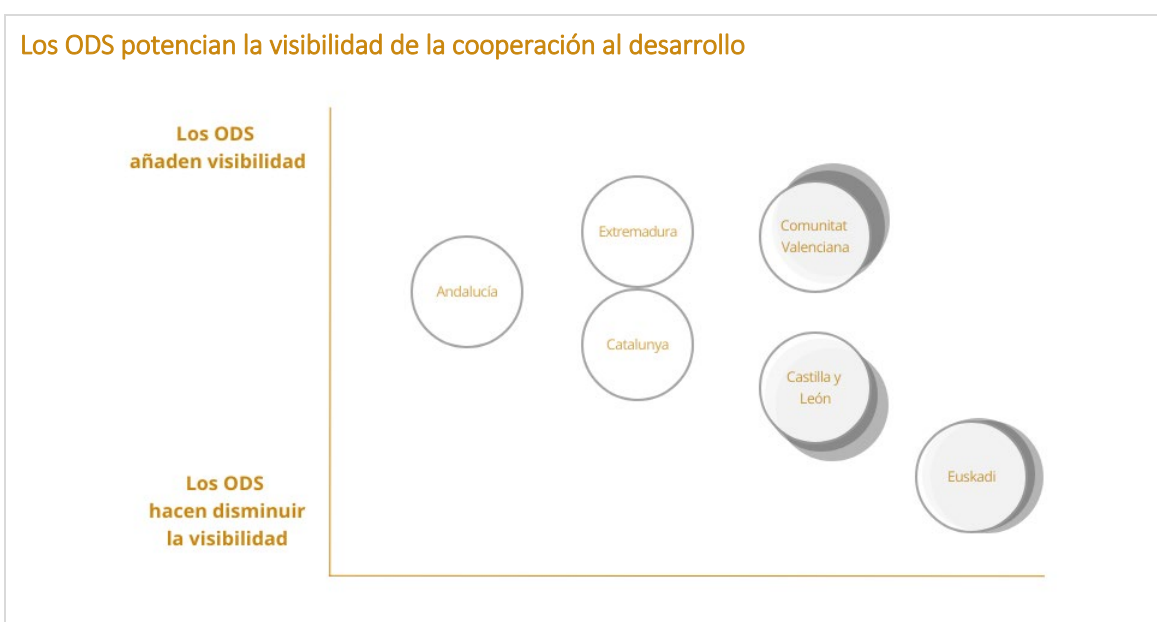 Los ODS potencian la visibilidad de la cooperación al desarrollo
Los ODS
añaden visibilidad
Extremadura
Comunitat
Valenciana
Andalucía
Catalunya
Castilla y
León
Euskadi
Los ODS
hacen disminuir
la visibilidad